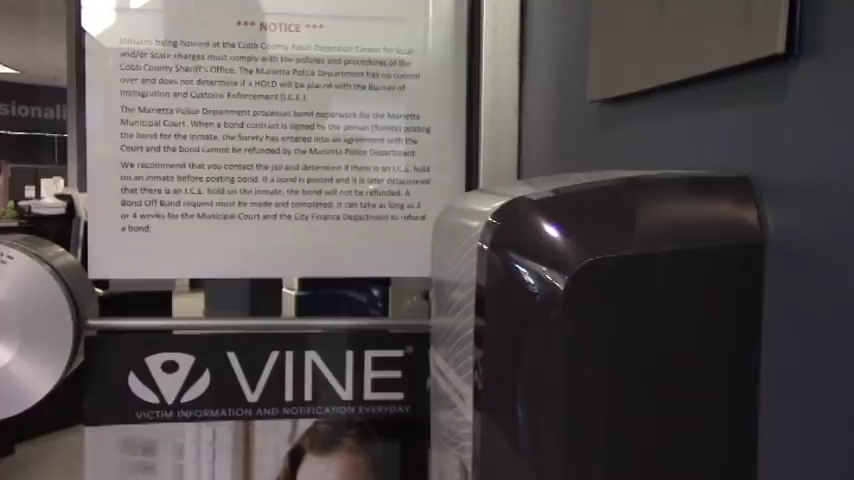 *** NOTICE ***
Inmates being housed at the Cobb County Adult Detention Center for local
and/or State charges must comply with the policies and procedures of the
Cobb County Sheriff's Office. The Marietta Police Department has no control
over and does not determine if a HOLD will be placed with the Bureau of
Immigration and Customs Enforcement (I.C.E.).
The Marietta Police Department processes bond paperwork for the Marietta
Municipal Court. When a bond contract is signed by the person (Surety) posting
the bond for the inmate, the Surety has entered into an agreement with the
Court and the bond cannot be refunded by the Marietta Police Department.
We recommend that you contact the jail and determine if there is an I.C.E. hold
on an inmate before posting bond. If a bond is posted and it is later determined
that there is an I.C.E. hold on the inmate, the bond will not be refunded. A
Bond Off Bond request must be made and completed. It can take as long as 3
or 4 weeks for the Municipal Court and the City Finance Department to refund
a bond.
sionali
VINE®
VICTIM INFORMATION AND NOTIFICATION EVERYDAY